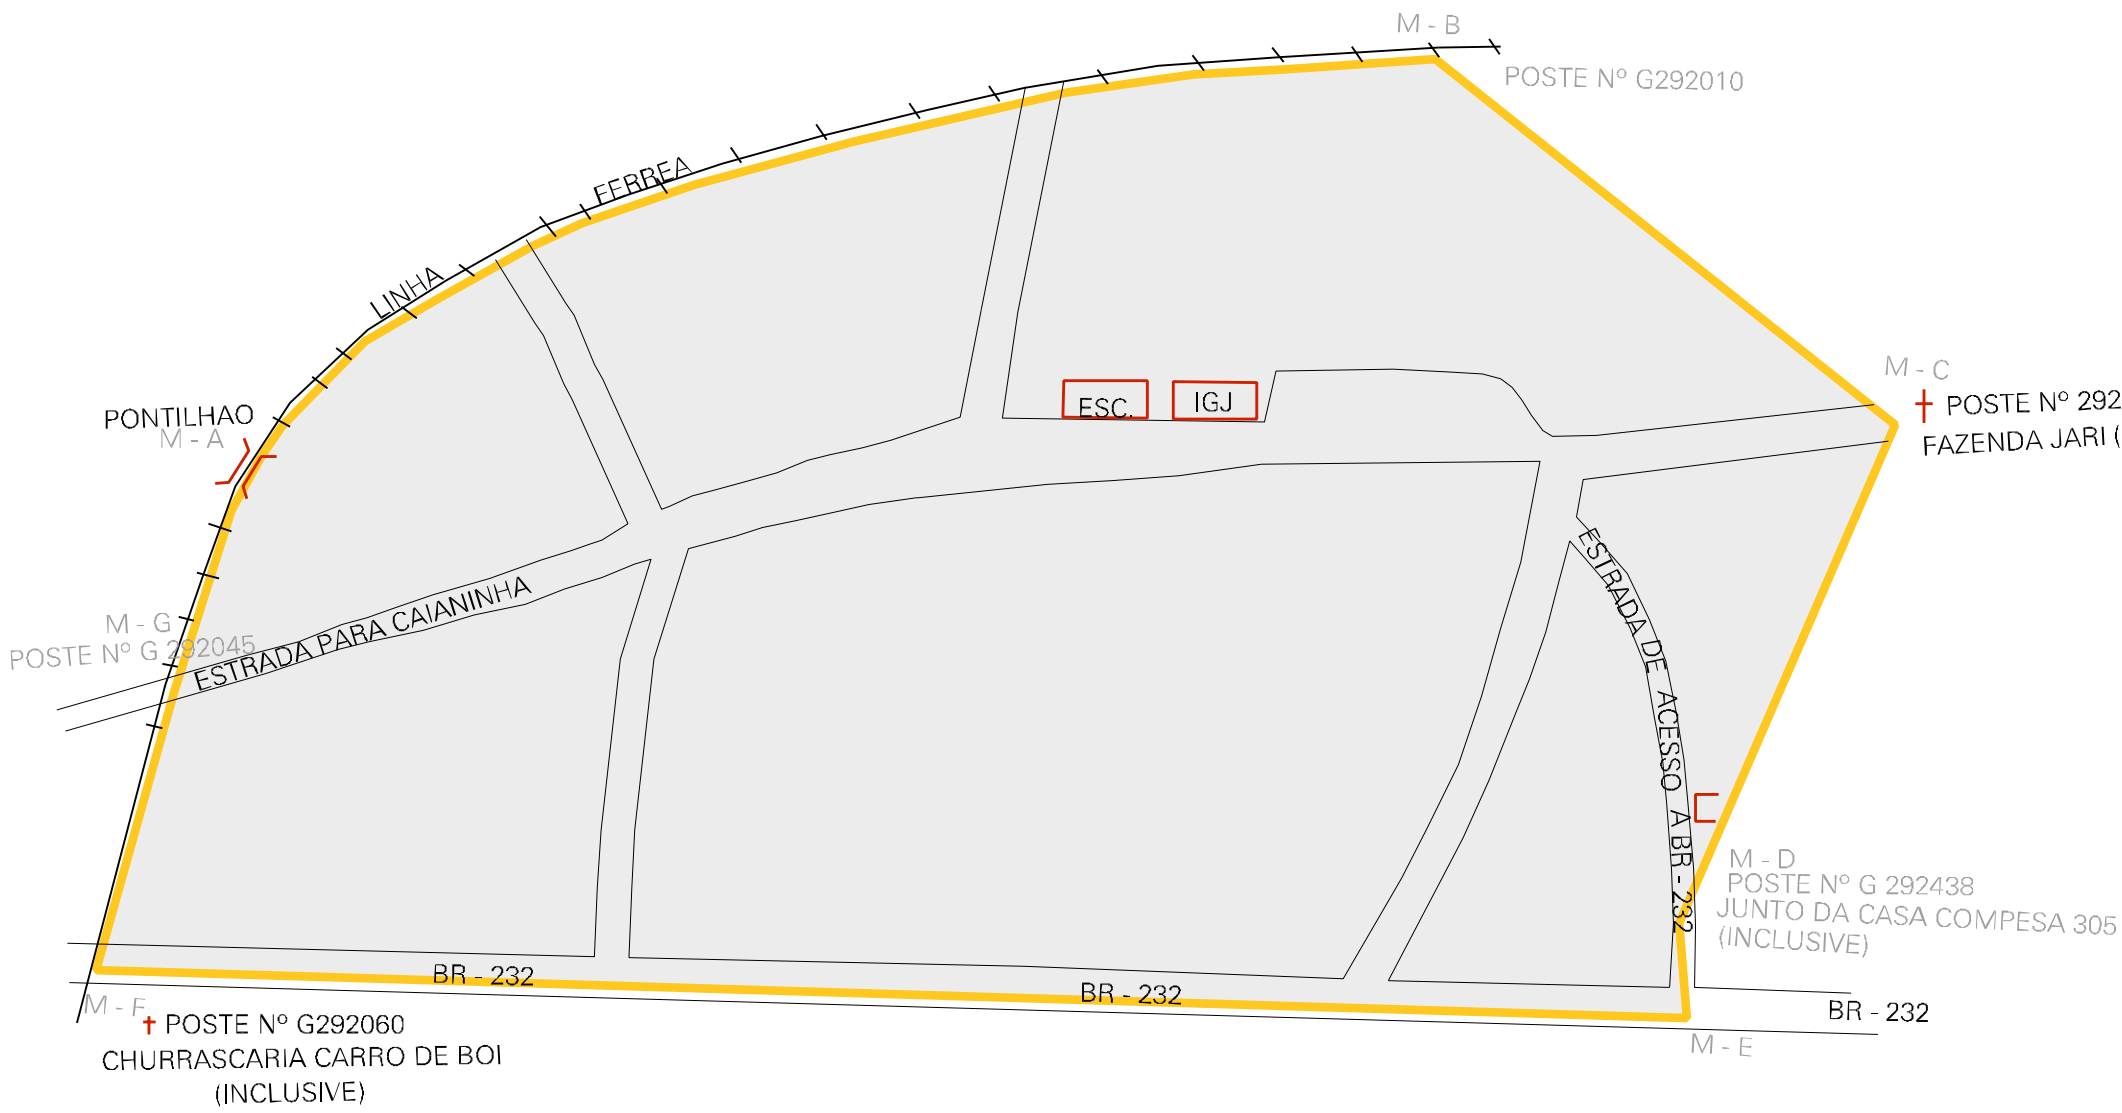 M - B
POSTE Nº G292010
FERREA
LINHA
M - C
POSTE Nº 292
FAZENDA JARI (
PONTILHAO
M - A
ESC.
IGJ
M - G
POSTE Nº G 292045
ESTRADA PARA CAIANINHA
ESTRADA DE ACESSO A BR - 232
M - D
POSTE Nº G 292438
JUNTO DA CASA COMPESA 305
(INCLUSIVE)
BR - 232
BR - 232
BR - 232
M - F
POSTE Nº G292060
CHURRASCARIA CARRO DE BOI
(INCLUSIVE)
M - E